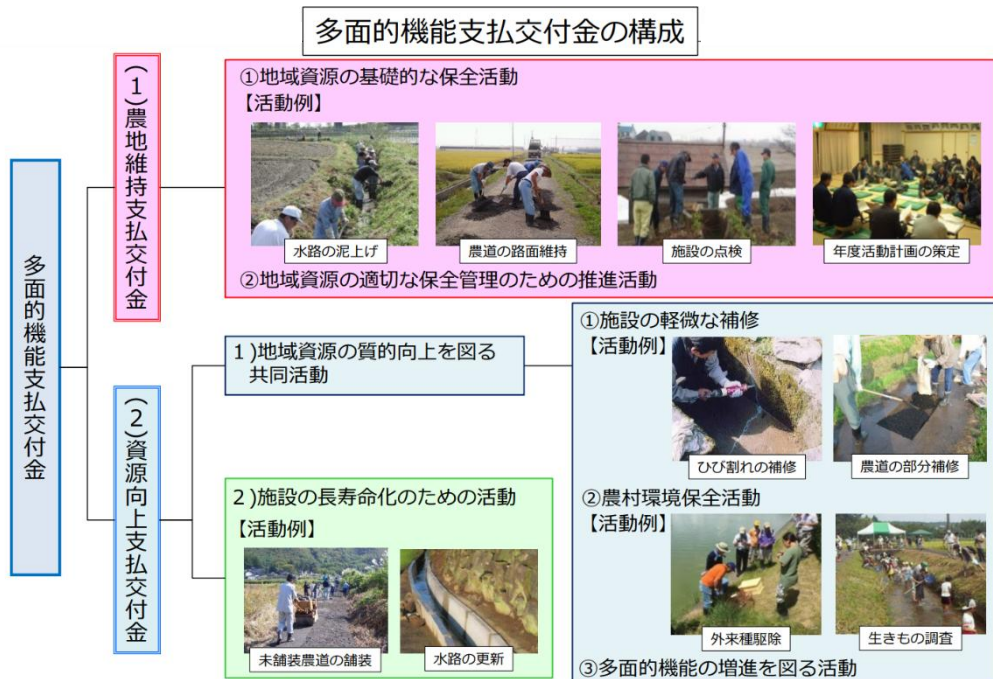 多面的機能支払交付金の構成
多面的機能支払交付金
(1)農地維持支払交付金
①地域資源の基礎的な保全活動
【活動例】
水路の泥上げ
農道の路面維持
施設の点検
年度活動計画の策定
②地域資源の適切な保全管理のための推進活動
(2)資源向上支払交付金
1)地域資源の質的向上を図る
共同活動
①施設の軽微な補修
【活動例】
ひび割れの補修
農道の部分補修
②農村環境保全活動
【活動例】
外来種駆除
生きもの調査
③多面的機能の増進を図る活動
2)施設の長寿命化のための活動
【活動例】
未舗装農道の舗装
水路の更新